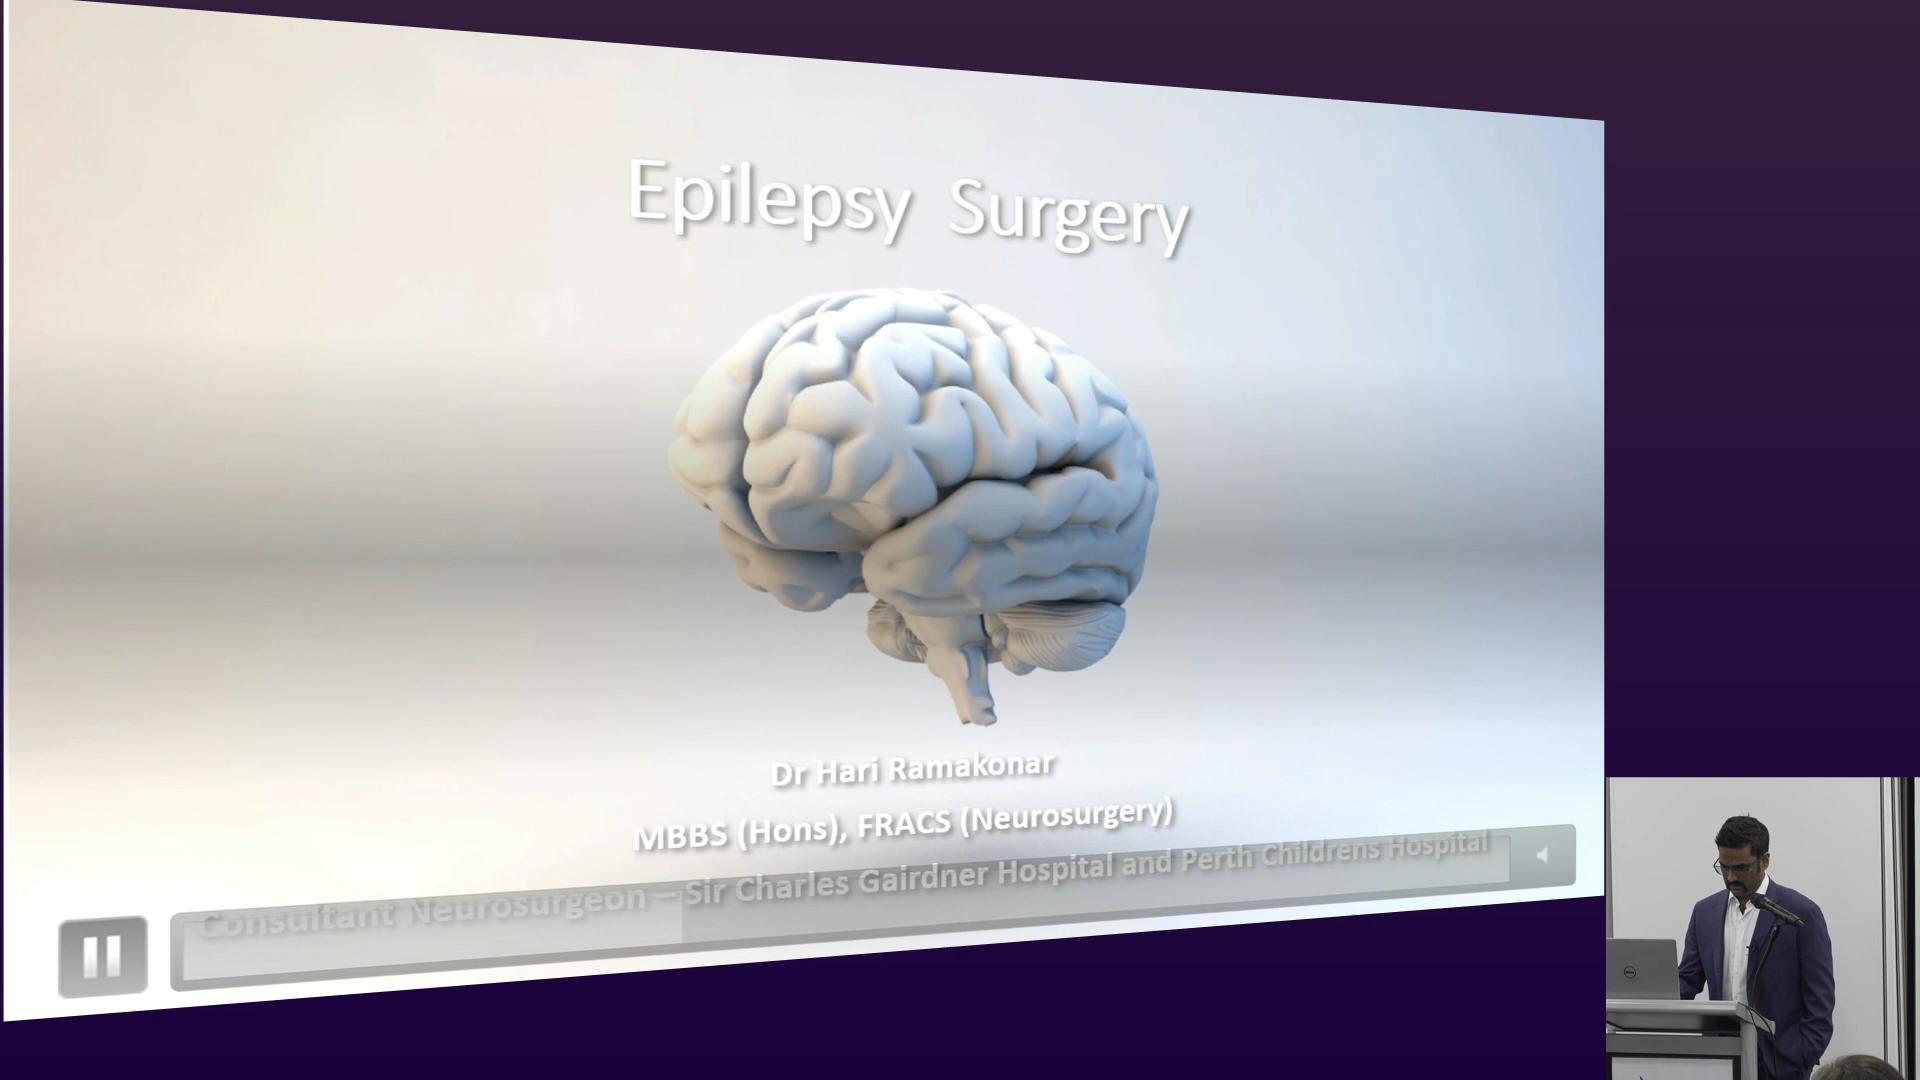 Epilepsy Surgery
Dr Hari Ramakonar
MBBS (Hons), FRACS (Neurosurgery)
Consultant Neurosurgeon – Sir Charles Gairdner Hospital and Perth Childrens Hospital